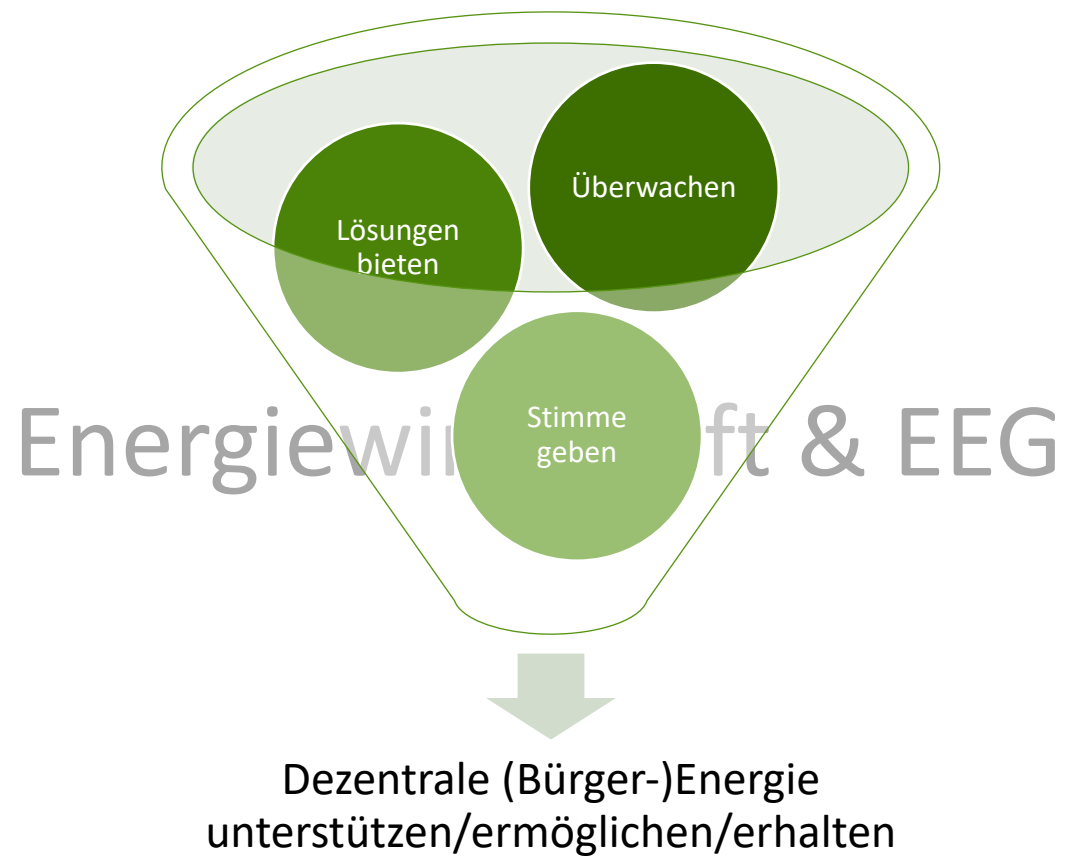 Überwachen
Lösungen
bieten
Stimme
geben
& EEG
Dezentrale (Bürger-)Energie
unterstützen/ermöglichen/erhalten